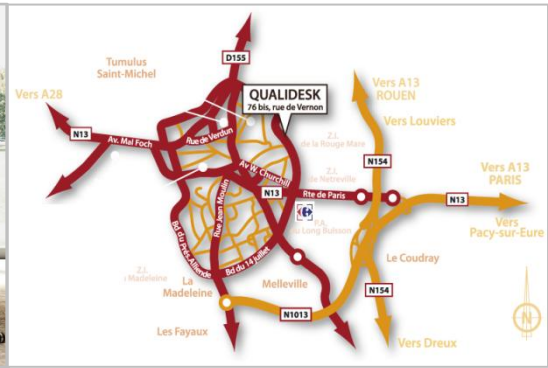 D155
Tumulus
Saint-Michel
Vers A28
QUALIDESK
76 bis, rue de Vernon
Vers A13
ROUEN
Vers Louviers
N13
Av. Mal Foch
Rue de Verdun
Z.I.
de la Rouge Mare
N154
Av W. Churchill
Z.I.
de Netreville
Vers A13
PARIS
N13
Rte de Paris
N13
Vers
Pacy-sur-Eure
Rue Jean Moulin
P.A.
Long Buisson
Bd du Prés. Allende
Bd du 14 Juillet
Le Coudray
Z.I.
Madeleine
La
Madeleine
Melleville
N154
N1013
Les Fayaux
Vers Dreux
N